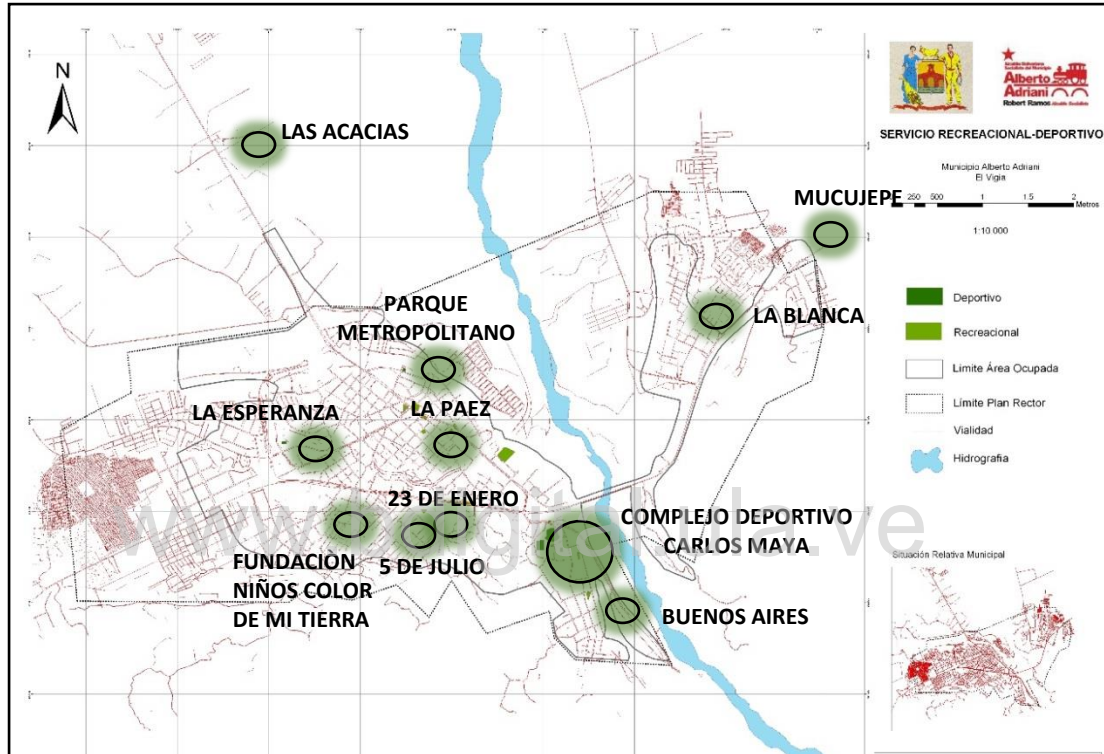 N
LAS ACACIAS
MUCUJEPE
PARQUE
METROPOLITANO
LA BLANCA
LA ESPERANZA
LA PAEZ
23 DE ENERO
5 DE JULIO
COMPLEJO DEPORTIVO
CARLOS MAYA
FUNDACIÒN
NIÑOS COLOR
DE MI TIERRA
BUENOS AIRES
www.bdigital.ula.ve
Alberto
Adriani
Robert Ramos Alcalde Socialista
SERVICIO RECREACIONAL-DEPORTIVO
Municipio Alberto Adriani
El Vigia
250 500 1 1 5 2
Metros
1:10 000
Deportivo
Recreacional
Limite Área Ocupada
Limite Plan Rector
Vialidad
Hidrografia
Situación Relativa Municipal